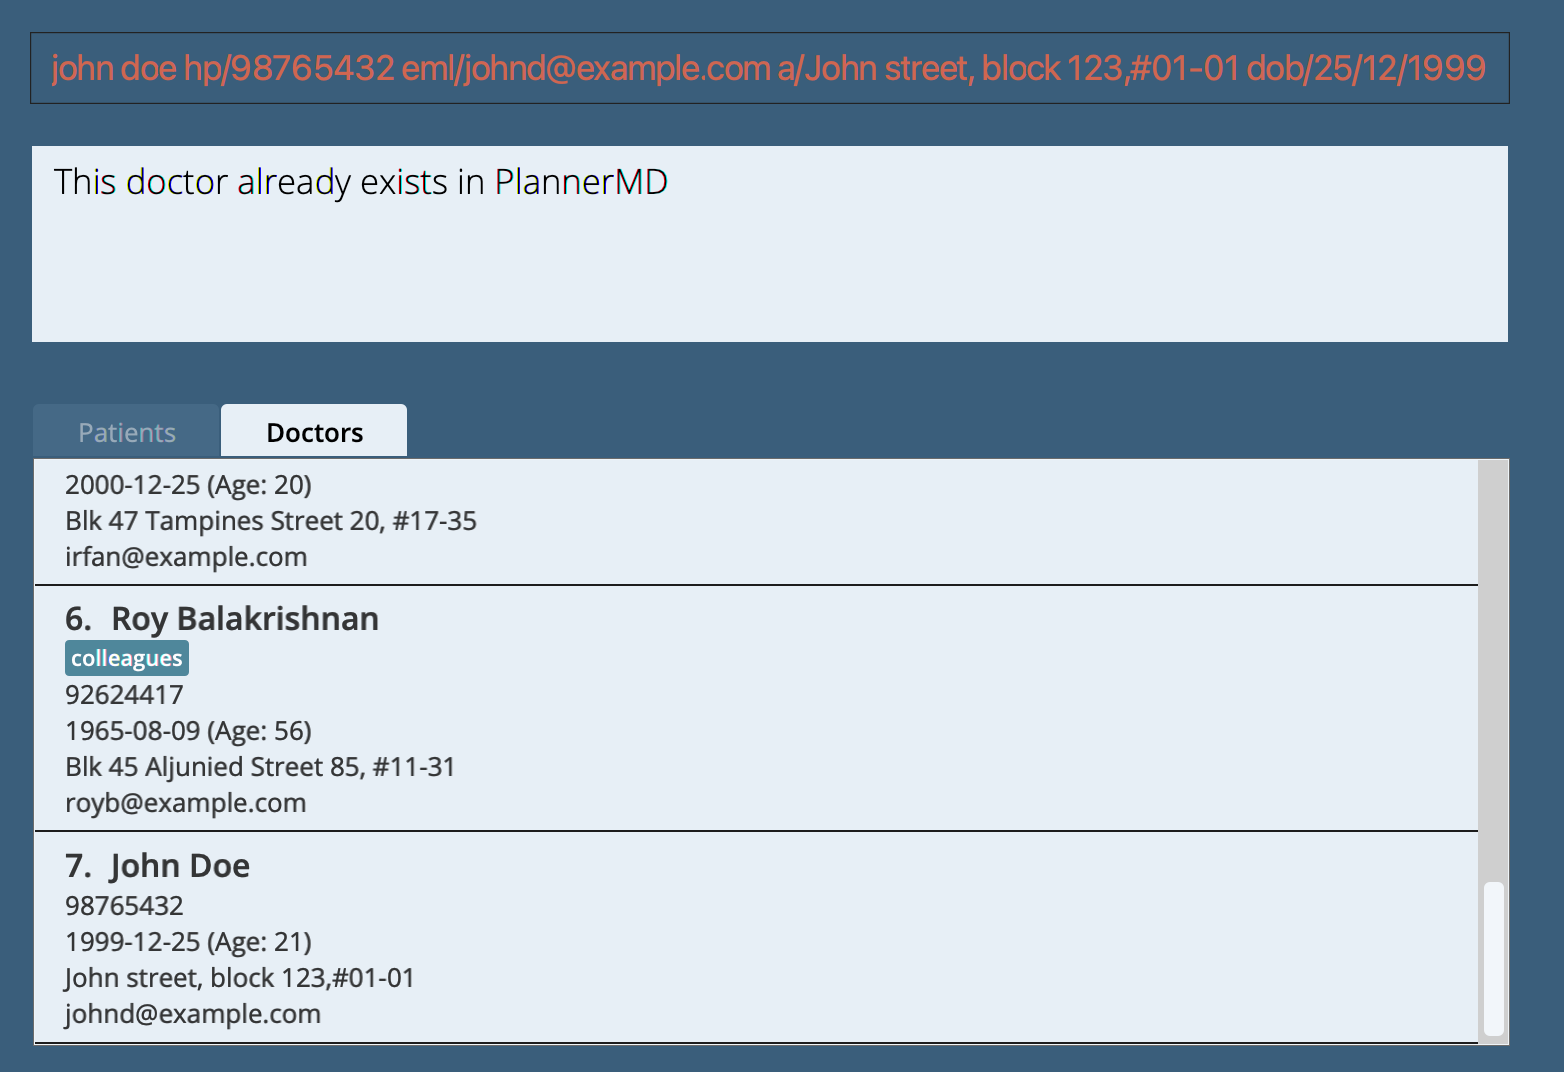 john doe hp/98765432 eml/johnd@example.com a/John street, block 123,#01-01 dob/25/12/1999
This doctor already exists in PlannerMD
Patients
Doctors
2000-12-25 (Age: 20)
Blk 47 Tampines Street 20, #17-35
irfan@example.com
6. Roy Balakrishnan
colleagues
92624417
1965-08-09 (Age: 56)
Blk 45 Aljunied Street 85, #11-31
royb@example.com
7. John Doe
98765432
1999-12-25 (Age: 21)
John street, block 123,#01-01
johnd@example.com